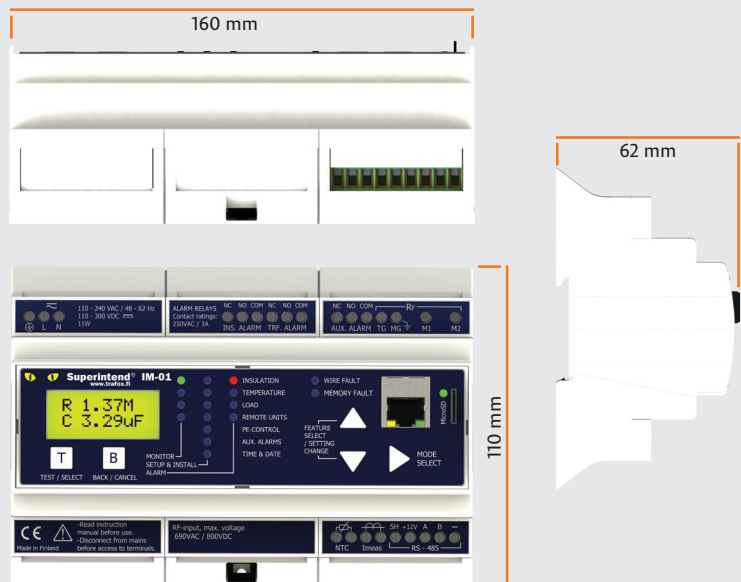 160 mm
62 mm
110 mm
110 - 240 VAC / 48 - 62 Hz
110 - 300 VDC
11W
L N
ALARM RELAYS
Contact ratings:
250VAC / 3A
NC NO COM NC NO COM
INS. ALARM TRF. ALARM
NC NO COM RF
AUX. ALARM TG MG M1 M2
Superintend® IM-01
www.trafox.fi
R 1.37M
C 3.29uF
T
B
TEST / SELECT
BACK / CANCEL
MONITOR
SETUP & INSTALL
ALARM
INSULATION
TEMPERATURE
LOAD
REMOTE UNITS
PE-CONTROL
AUX. ALARMS
TIME & DATE
WIRE FAULT
MEMORY FAULT
FEATURE
SELECT
/ SETTING
CHANGE
MODE
SELECT
MicroSD
CE
Made in Finland
-Read instruction
manual before use.
-Disconnect from mains
before access to terminals.
RF-input, max. voltage
690VAC / 800VDC
SH +12V A B —
NTC Imeas RS - 485